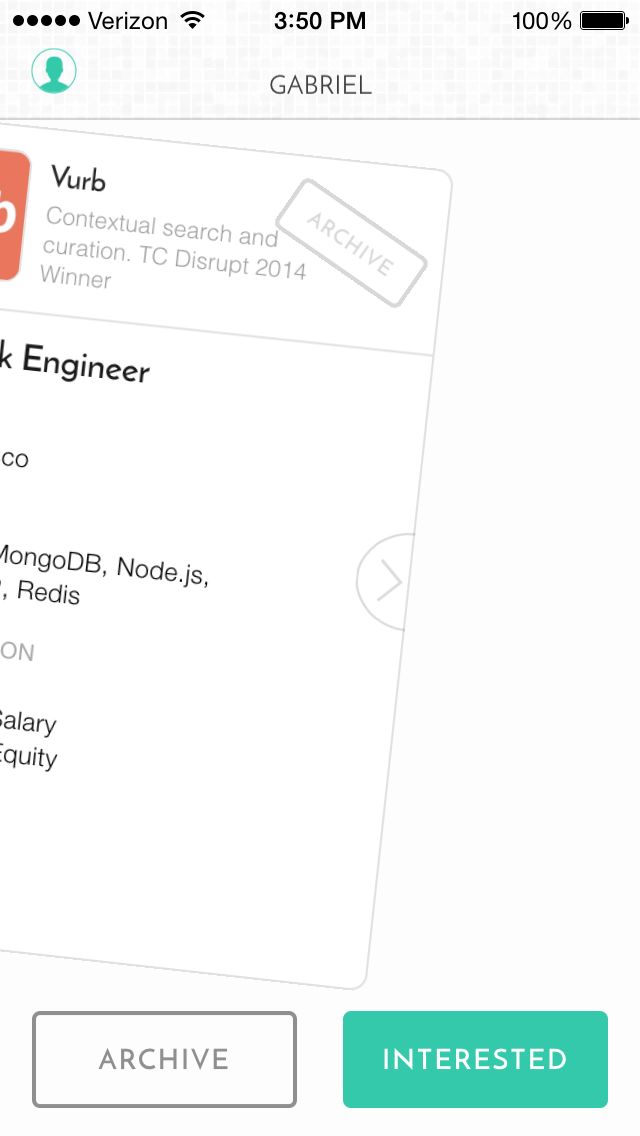 Verizon 3:50 PM 100%
GABRIEL
b
Vurb
ARCHIVE
Contextual search and
curation. TC Disrupt 2014
Winner
k Engineer
co
MongoDB, Node.js,
, Redis
ON
Salary
Equity
ARCHIVE INTERESTED